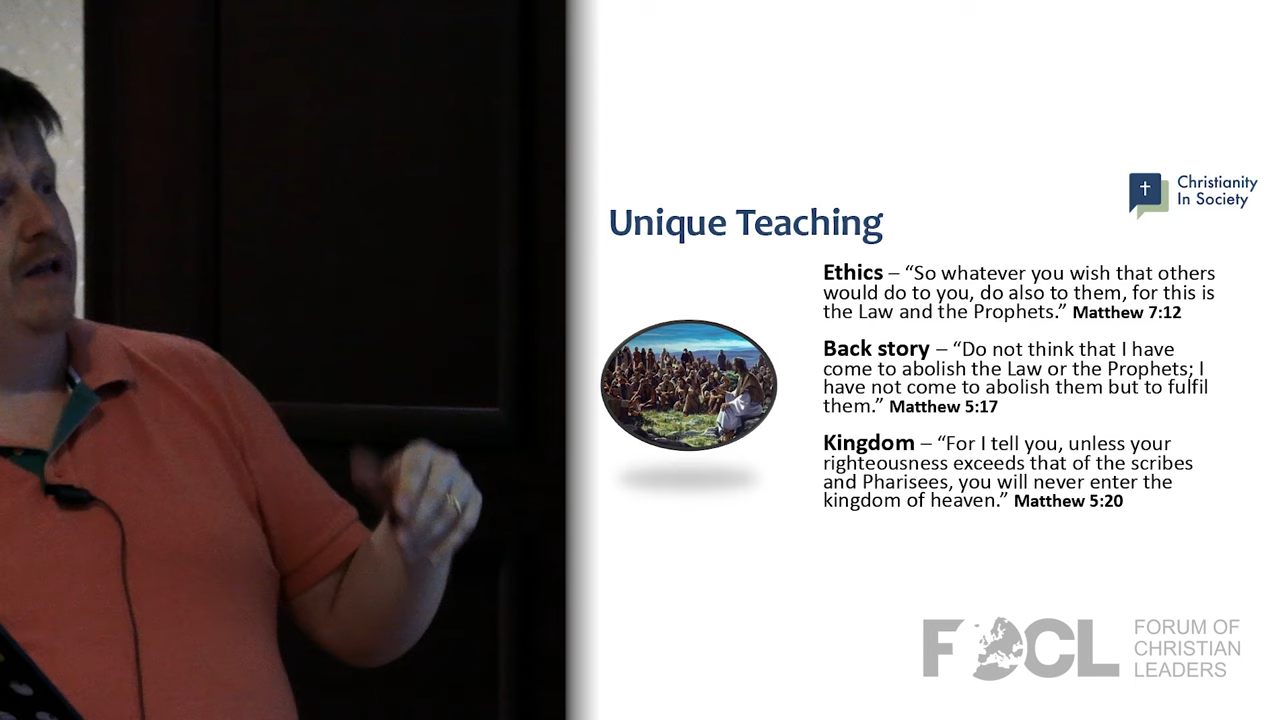 Christianity
In Society
Unique Teaching
Ethics – “So whatever you wish that others
would do to you, do also to them, for this is
the Law and the Prophets.” Matthew 7:12
Back story – “Do not think that I have
come to abolish the Law or the Prophets; I
have not come to abolish them but to fulfil
them.” Matthew 5:17
Kingdom – “For I tell you, unless your
righteousness exceeds that of the scribes
and Pharisees, you will never enter the
kingdom of heaven.” Matthew 5:20
FOCL
FORUM OF
CHRISTIAN
LEADERS